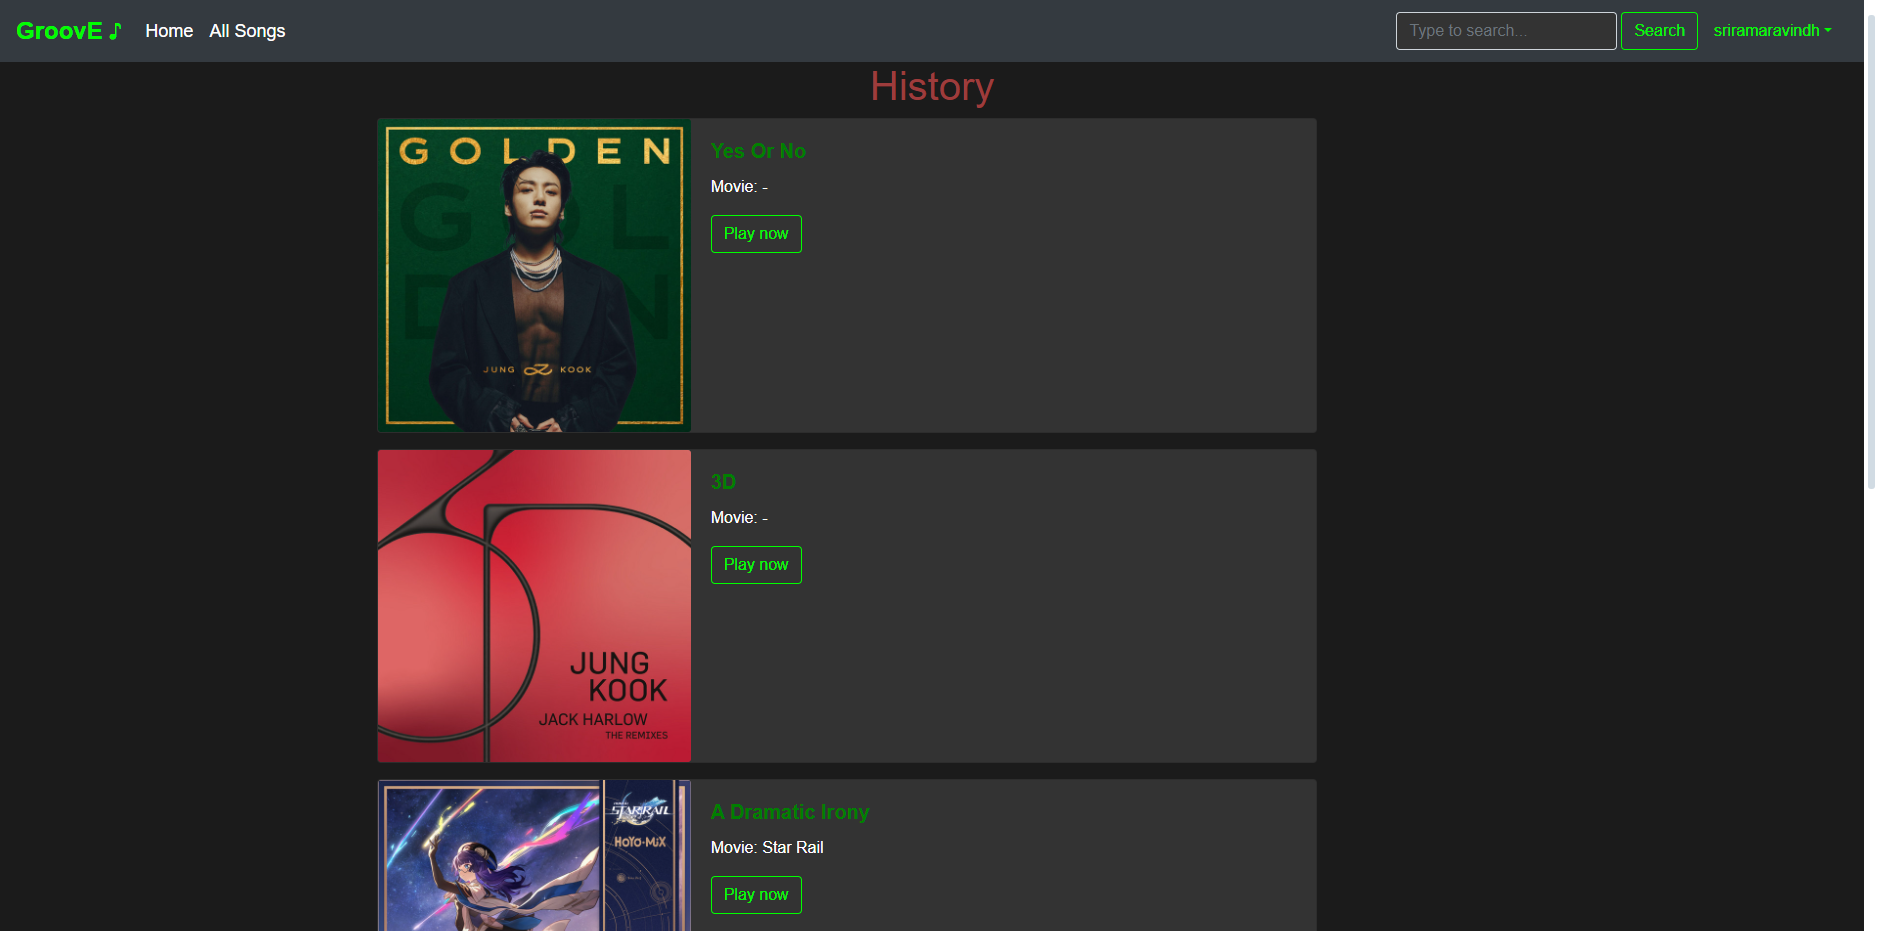 GroovE ♪ Home All Songs Type to search... Search sriramaravindh
History
GOLDEN
GOL
DEN
JUNG KOOK
Yes Or No
Movie: -
Play now
JUNG
KOOK
JACK HARLOW
THE REMIXES
3D
Movie: -
Play now
STAR RAIL
HOYO-MiX
A Dramatic Irony
Movie: Star Rail
Play now